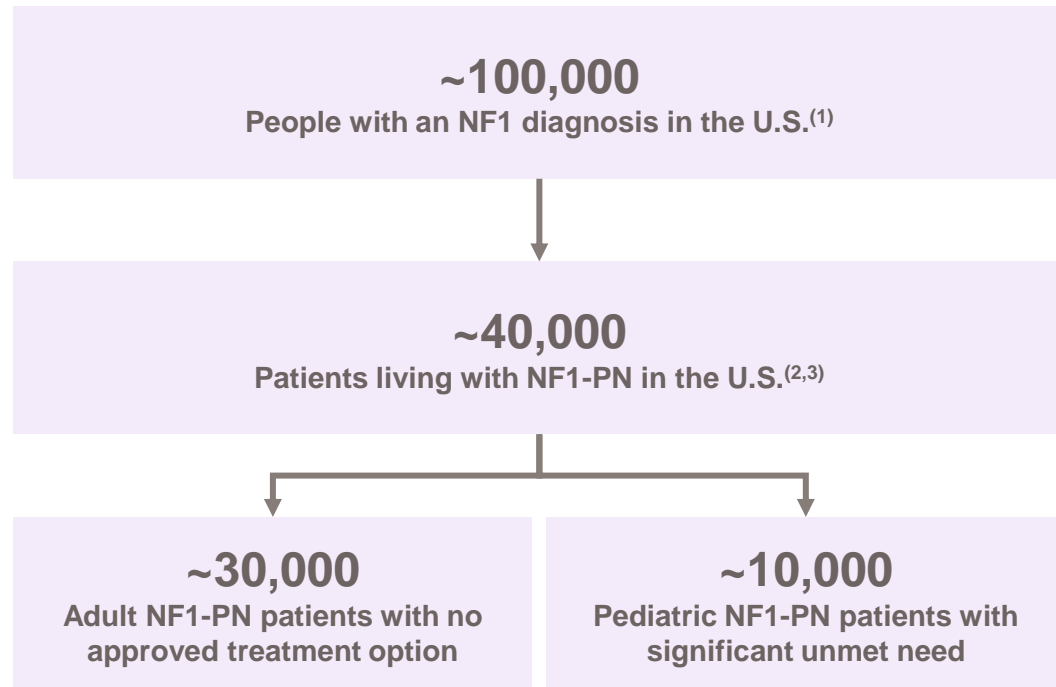 ~100,000
People with an NF1 diagnosis in the U.S.(1)
~40,000
Patients living with NF1-PN in the U.S.(2,3)
~30,000
Adult NF1-PN patients with no
approved treatment option
~10,000
Pediatric NF1-PN patients with
significant unmet need